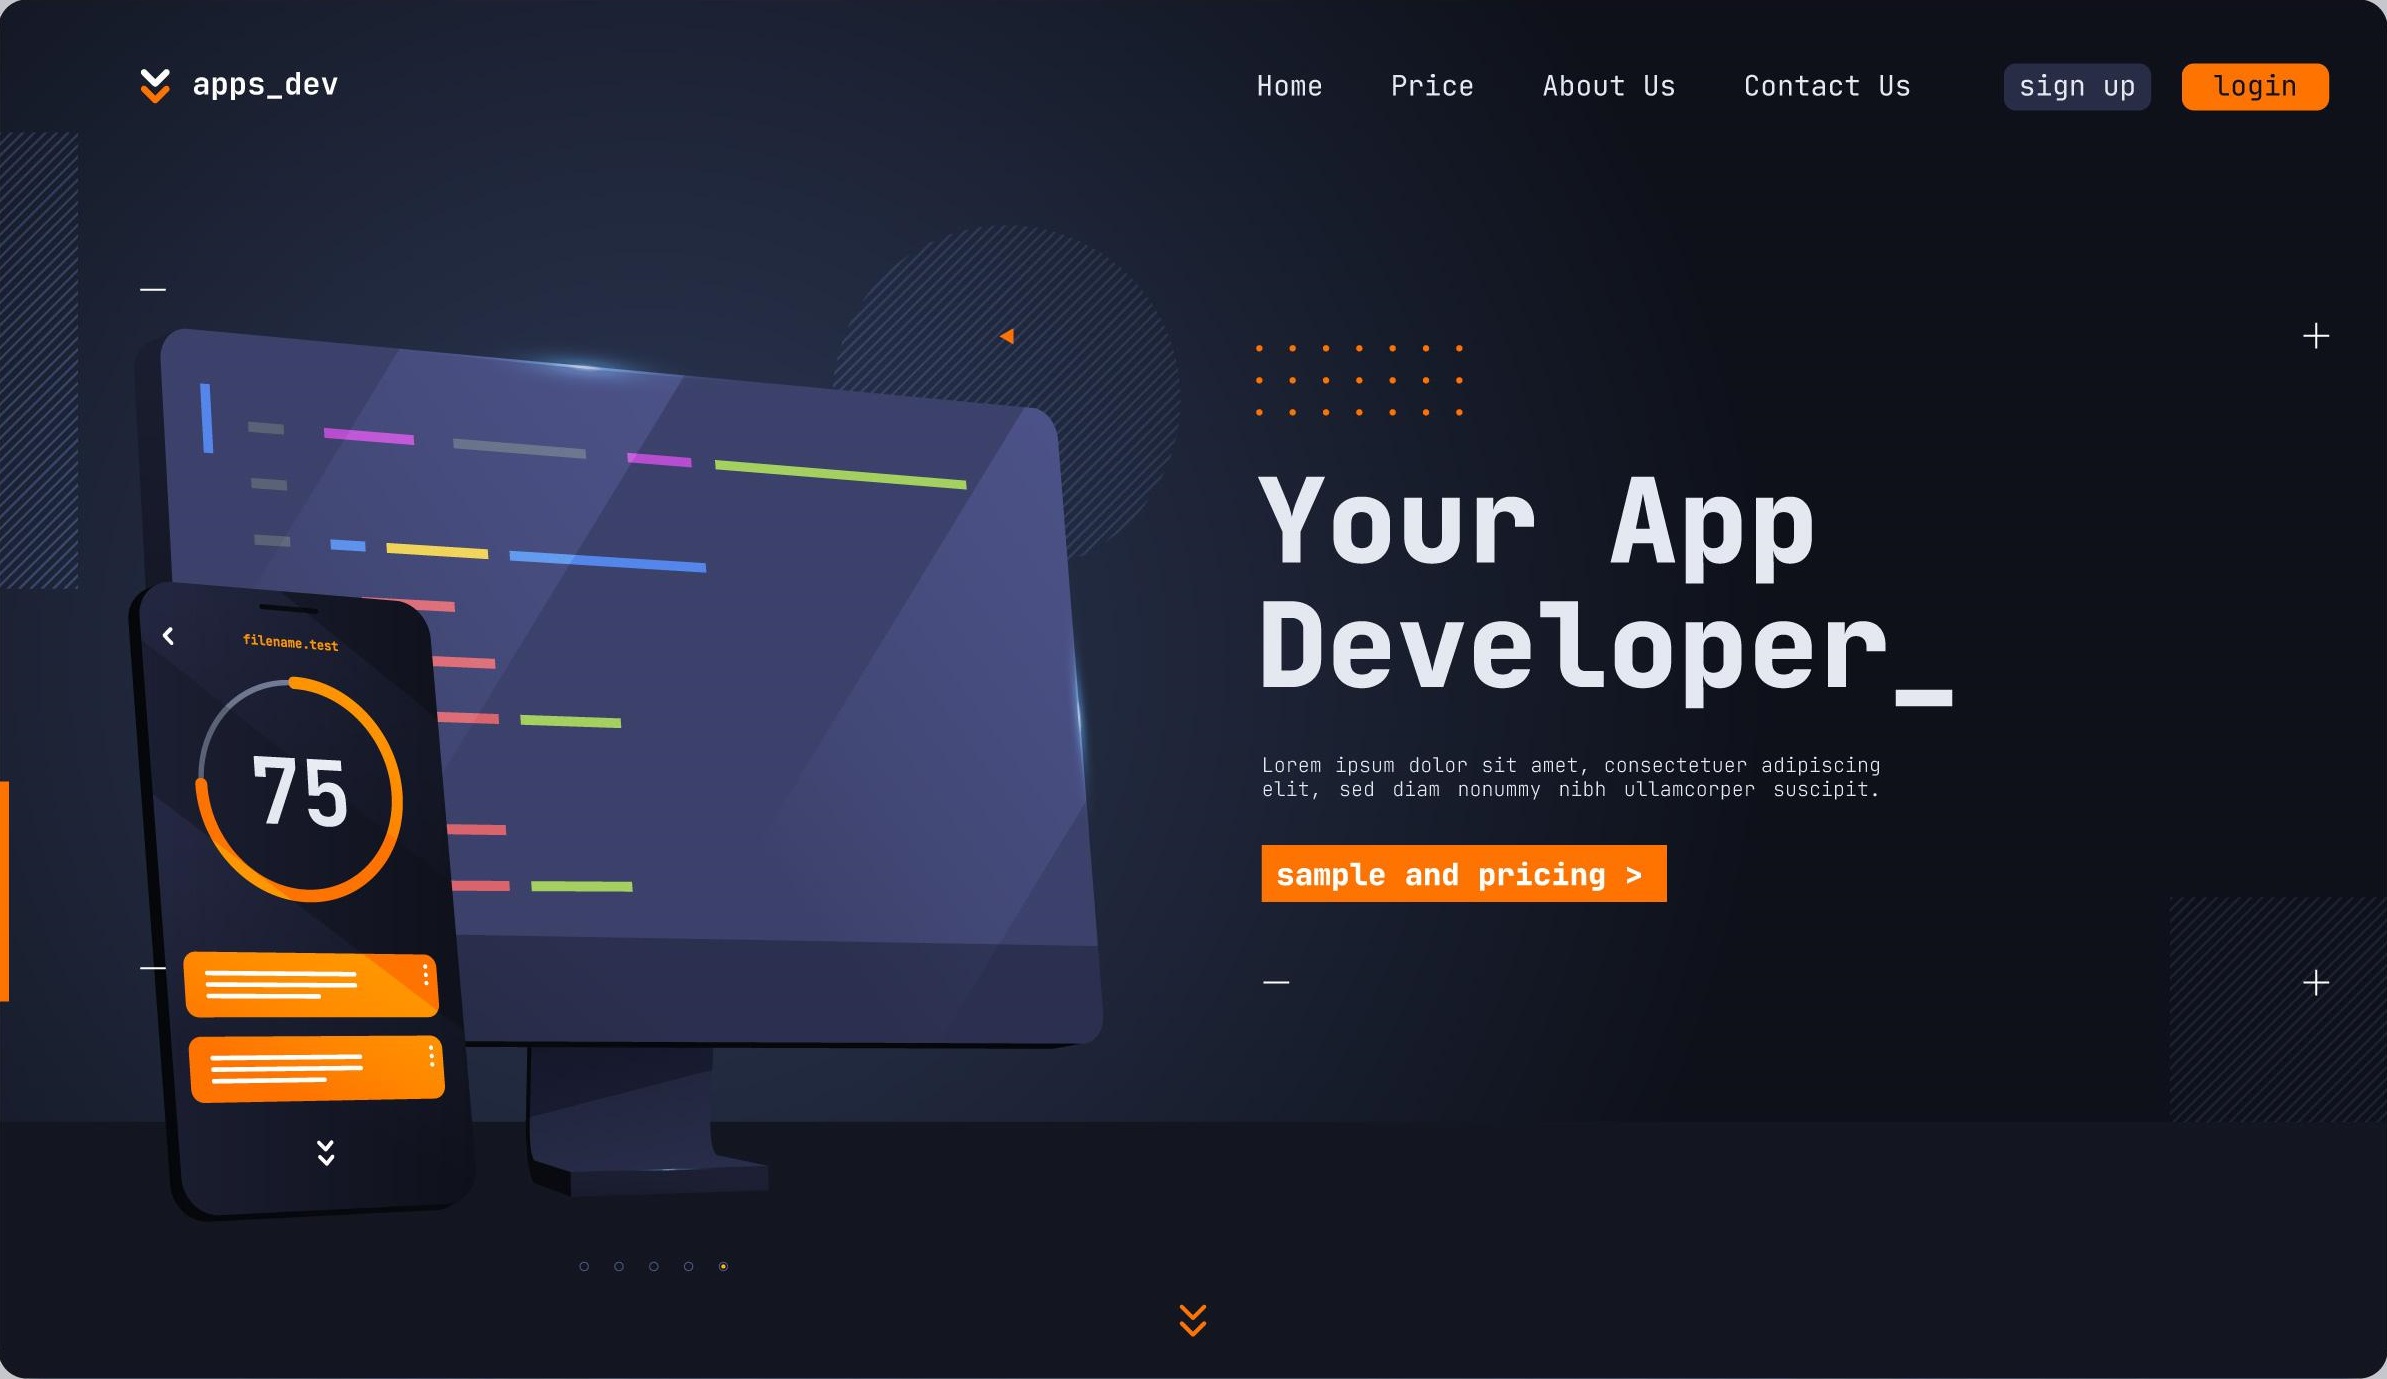 apps_dev
Home Price About Us Contact Us sign up login
Your App
Developer_
Lorem ipsum dolor sit amet, consectetuer adipiscing
elit, sed diam nonummy nibh ullamcorper suscipit.
sample and pricing >
filename.test
75